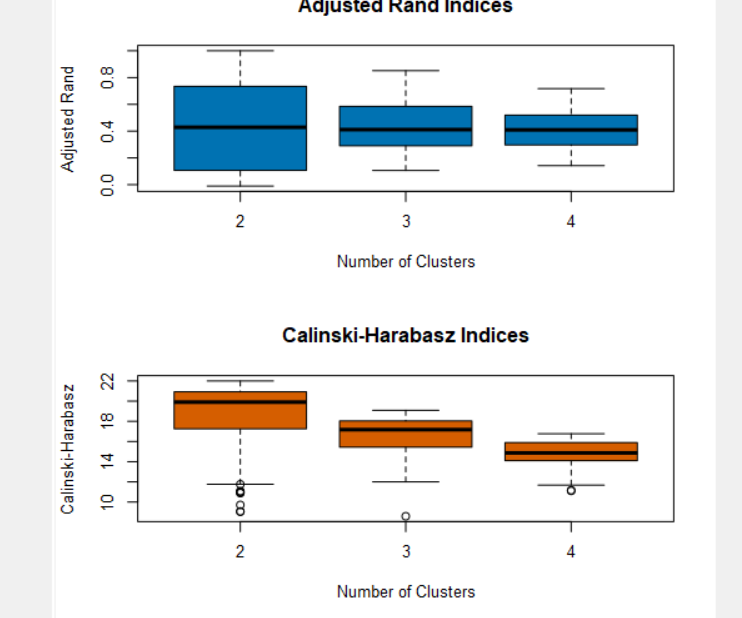 Adjusted Rand Indices
Adjusted Rand
0.8
0.4
0.0
2 3 4
Number of Clusters
Calinski-Harabasz Indices
Calinski-Harabasz
22
18
14
10
2 3 4
Number of Clusters